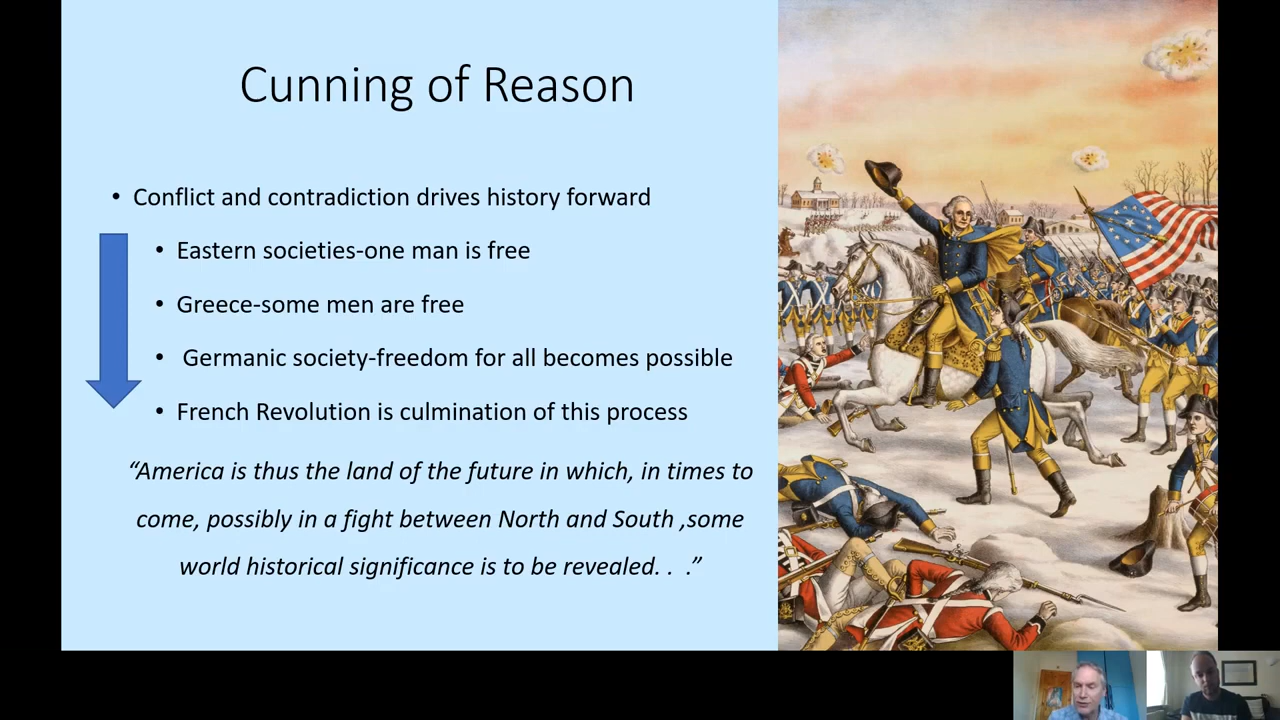 Cunning of Reason
• Conflict and contradiction drives history forward
• Eastern societies-one man is free
• Greece-some men are free
• Germanic society-freedom for all becomes possible
• French Revolution is culmination of this process
“America is thus the land of the future in which, in times to
come, possibly in a fight between North and South ,some
world historical significance is to be revealed. . .”